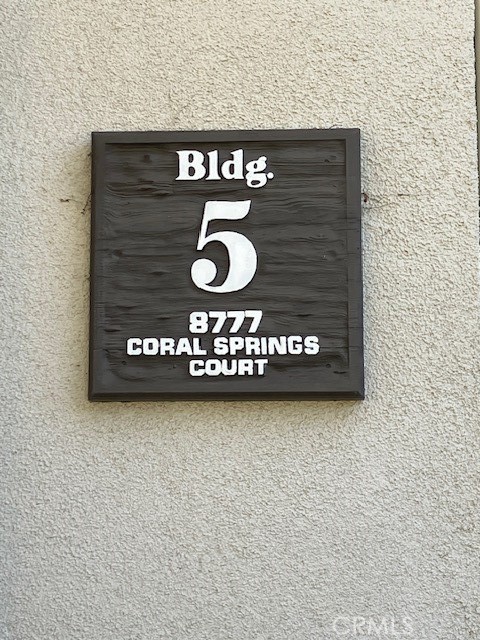 Bldg.
5
8777
CORAL SPRINGS
COURT
CRMLS